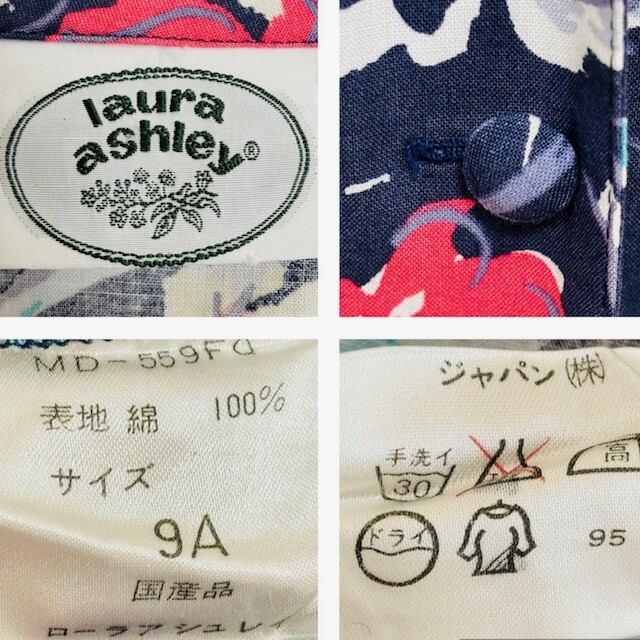 laura
ashley®
MD-559Fd
表地 綿 100%
サイズ
9A
国産品
ローラアシュレイ
ジャパン(株)
手洗イ
30
高
ドライ
95